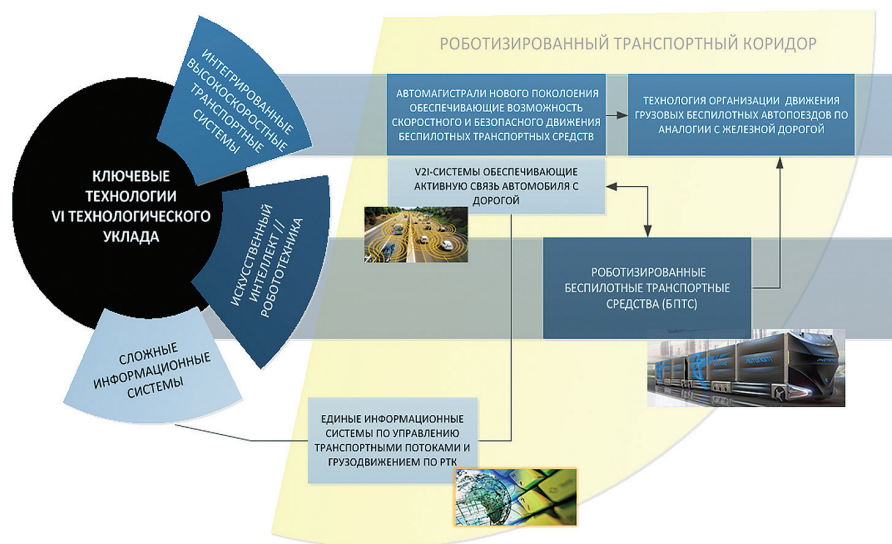 РОБОТИЗИРОВАННЫЙ ТРАНСПОРТНЫЙ КОРИДОР
ИНТЕГРИРОВАННЫЕ
ВЫСОКОСКОРОСТНЫЕ
ТРАНСПОРТНЫЕ
СИСТЕМЫ
АВТОМАГИСТРАЛИ НОВОГО ПОКОЛОЕНИЯ
ОБЕСПЕЧИВАЮЩИЕ ВОЗМОЖНОСТЬ
СКОРОСТНОГО И БЕЗОПАСНОГО ДВИЖЕНИЯ
БЕСПИЛОТНЫХ ТРАНСПОРТНЫХ СРЕДСТВ
ТЕХНОЛОГИЯ ОРГАНИЗАЦИИ ДВИЖЕНИЯ
ГРУЗОВЫХ БЕСПИЛОТНЫХ АВТОПОЕЗДОВ ПО
АНАЛОГИИ С ЖЕЛЕЗНОЙ ДОРОГОЙ
КЛЮЧЕВЫЕ
ТЕХНОЛОГИИ
VI ТЕХНОЛОГИЧЕСКОГО
УКЛАДА
V2I-СИСТЕМЫ ОБЕСПЕЧИВАЮЩИЕ
АКТИВНУЮ СВЯЗЬ АВТОМОБИЛЯ С
ДОРОГОЙ
ИСКУССТВЕННЫЙ
ИНТЕЛЛЕКТ //
РОБОТОТЕХНИКА
РОБОТИЗИРОВАННЫЕ
БЕСПИЛОТНЫЕ ТРАНСПОРТНЫЕ
СРЕДСТВА (БПТС)
СЛОЖНЫЕ
ИНФОРМАЦИОННЫЕ
СИСТЕМЫ
ЕДИНЫЕ ИНФОРМАЦИОННЫЕ
СИСТЕМЫ ПО УПРАВЛЕНИЮ
ТРАНСПОРТНЫМИ ПОТОКАМИ И
ГРУЗОДВИЖЕНИЕМ ПО РТК